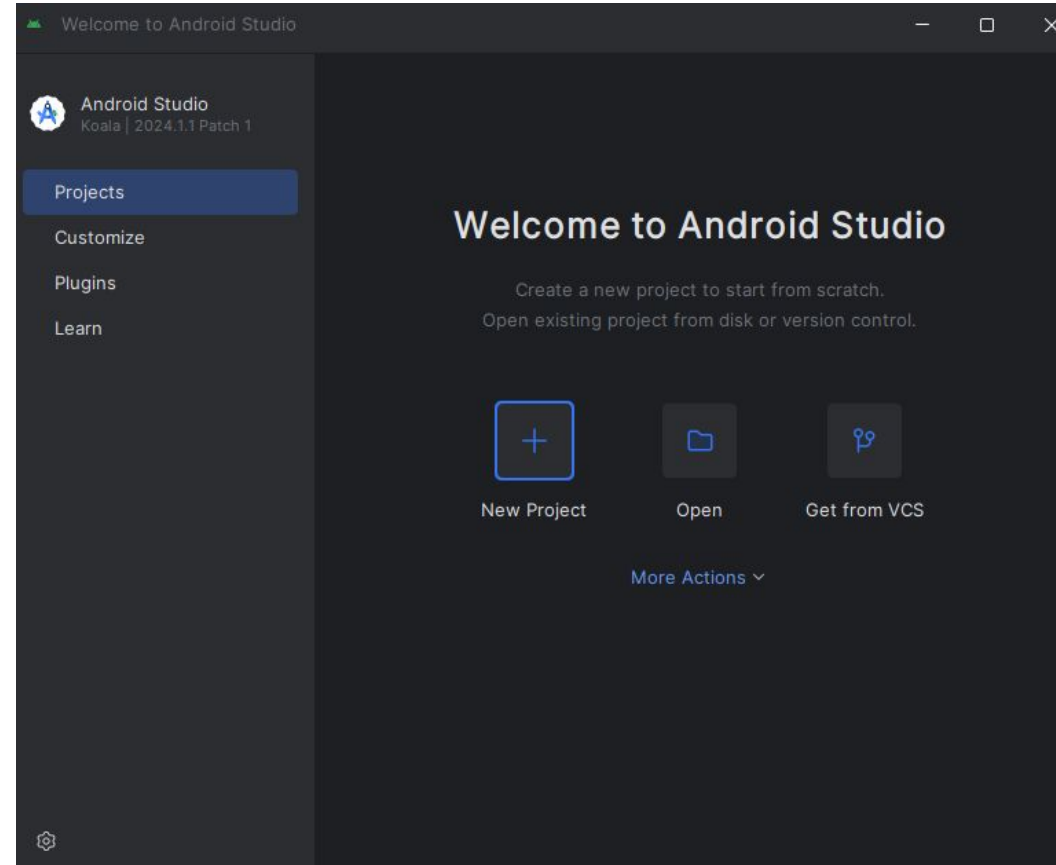 Welcome to Android Studio
Android Studio
Koala | 2024.1.1 Patch 1
Projects
Customize
Plugins
Learn
Welcome to Android Studio
Create a new project to start from scratch.
Open existing project from disk or version control.
New Project
Open
Get from VCS
More Actions